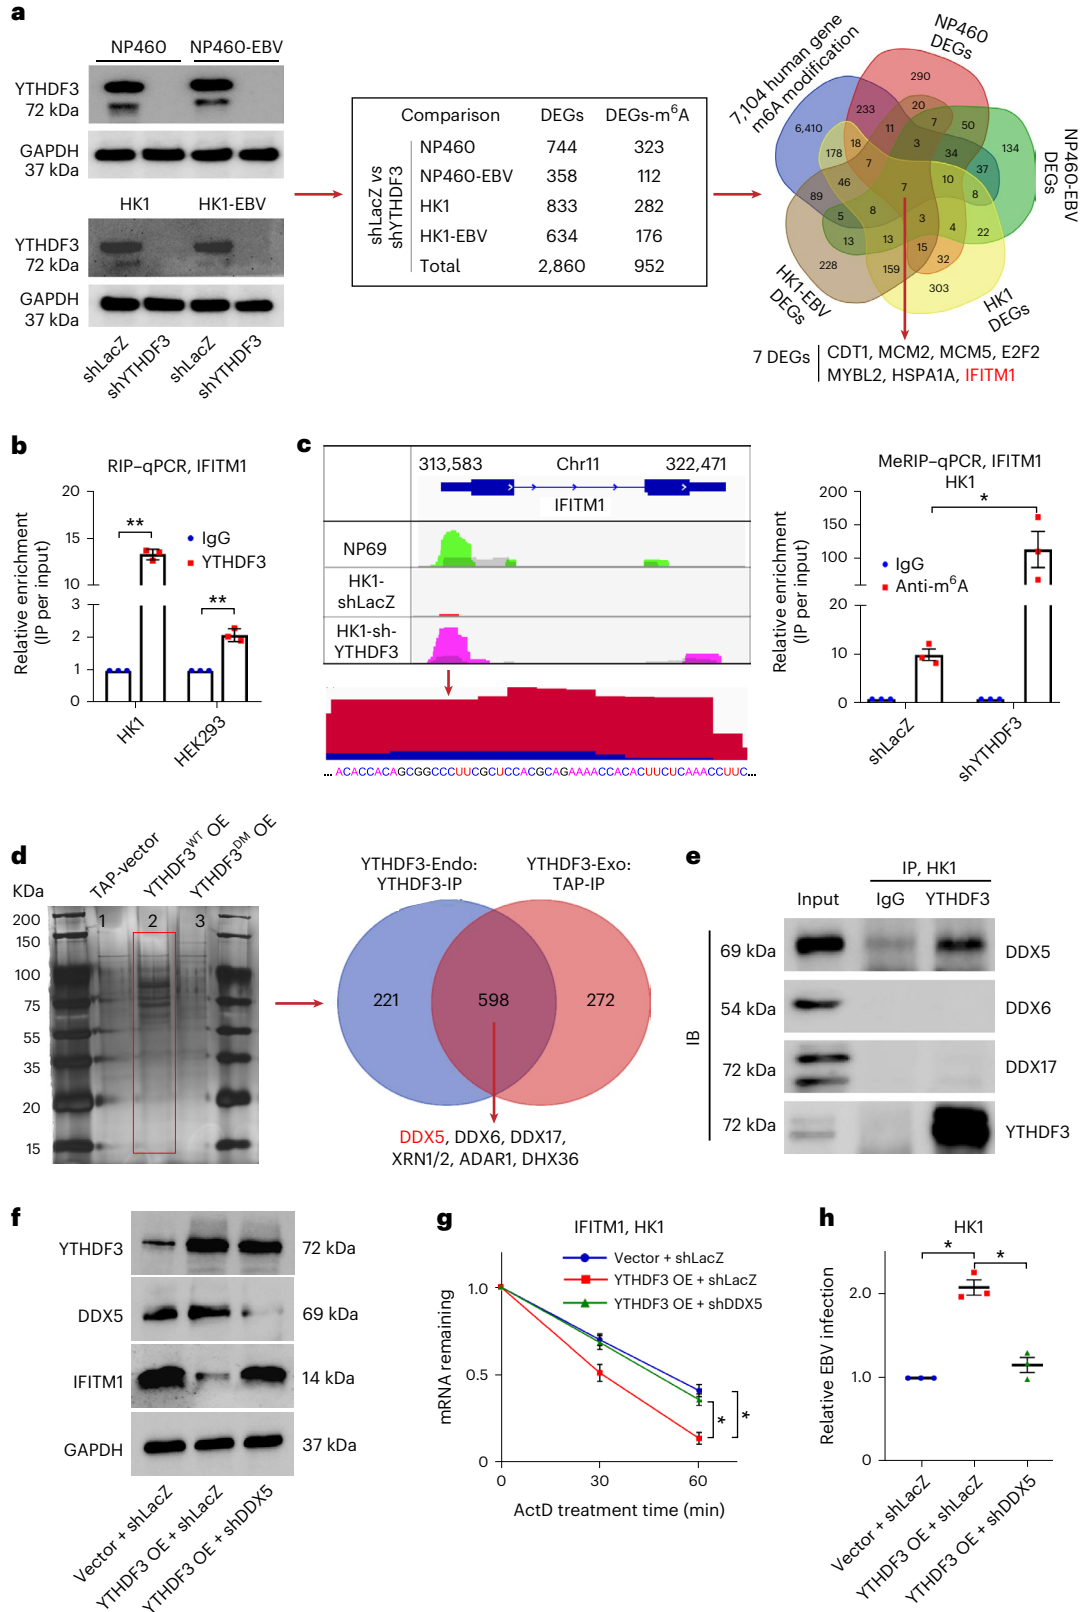 a
NP460 NP460-EBV
YTHDF3
72 kDa
GAPDH
37 kDa
HK1 HK1-EBV
YTHDF3
72 kDa
GAPDH
37 kDa
shLacZ
shYTHDF3
shLacZ
shYTHDF3
shLacZ vs
shYTHDF3
Comparison DEGs DEGs-m⁶A
NP460 744 323
NP460-EBV 358 112
HK1 833 282
HK1-EBV 634 176
Total 2,860 952
7,104 human gene
m6A modification
NP460
DEGs
NP460-EBV
DEGs
HK1
DEGs
HK1-EBV
DEGs
290
233 20
7 50
6,410 11
18 3 134
178 34
7 37
46 7 10
89 8
5 8 3
4 22
13 13 15
32
228 159
303
7 DEGs
CDT1, MCM2, MCM5, E2F2
MYBL2, HSPA1A, IFITM1
b
RIP–qPCR, IFITM1
Relative enrichment
(IP per input)
20
15
10
3
2
1
0
**
**
IgG
YTHDF3
HK1
HEK293
c
313,583 Chr11 322,471
IFITM1
NP69
HK1-
shLacZ
HK1-sh-
YTHDF3
... ACACCACAGCGGCCCUUCGCUCCACGCAGAAAACCACACUUCUCAAACCUUC...
MeRIP–qPCR, IFITM1
HK1
Relative enrichment
(IP per input)
200
150
100
20
10
0
*
IgG
Anti-m⁶A
shLacZ
shYTHDF3
d
KDa
TAP-vector
YTHDF3ᵂᵀ OE
YTHDF3ᴰᴹ OE
1 2 3
200
150
100
75
55
35
20
15
YTHDF3-Endo:
YTHDF3-IP
YTHDF3-Exo:
TAP-IP
221 598 272
DDX5, DDX6, DDX17,
XRN1/2, ADAR1, DHX36
e
IP, HK1
Input IgG YTHDF3
IB
69 kDa DDX5
54 kDa DDX6
72 kDa DDX17
72 kDa YTHDF3
f
YTHDF3 72 kDa
DDX5 69 kDa
IFITM1 14 kDa
GAPDH 37 kDa
Vector + shLacZ
YTHDF3 OE + shLacZ
YTHDF3 OE + shDDX5
g
IFITM1, HK1
Vector + shLacZ
YTHDF3 OE + shLacZ
YTHDF3 OE + shDDX5
mRNA remaining
1.0
0.5
0
* *
0 30 60
ActD treatment time (min)
h
HK1
Relative EBV infection
* *
2.0
1.0
0
Vector + shLacZ
YTHDF3 OE + shLacZ
YTHDF3 OE + shDDX5